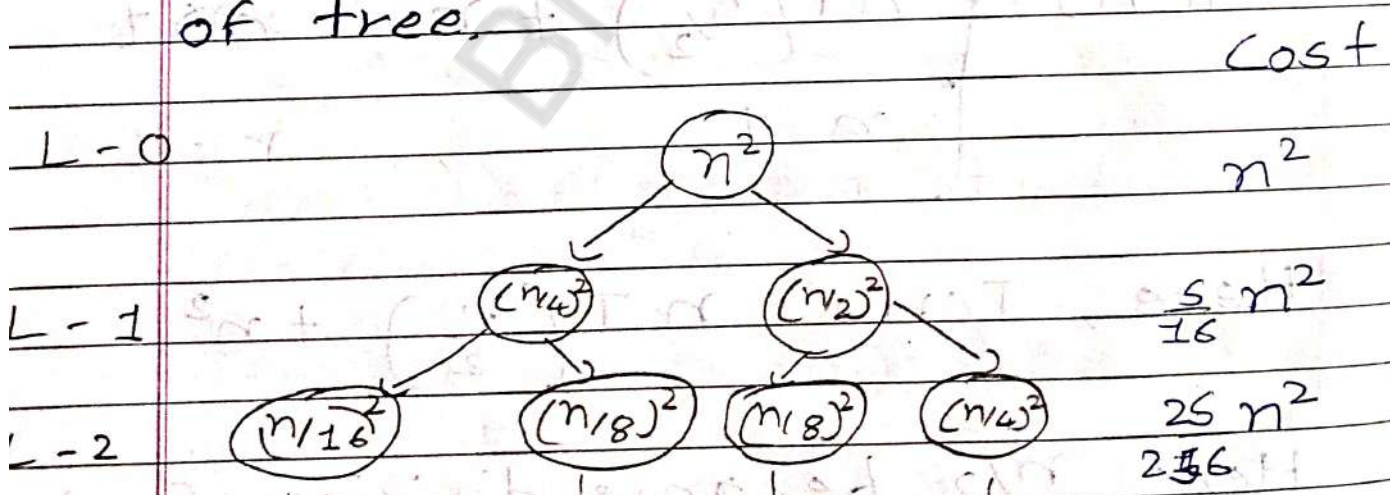 of tree.
Cost
L - 0 n² n²
L - 1 (n/4)² (n/2)² 5/16 n²
L - 2 (n/16)² (n/8)² (n/8)² (n/4)² 25/256 n²